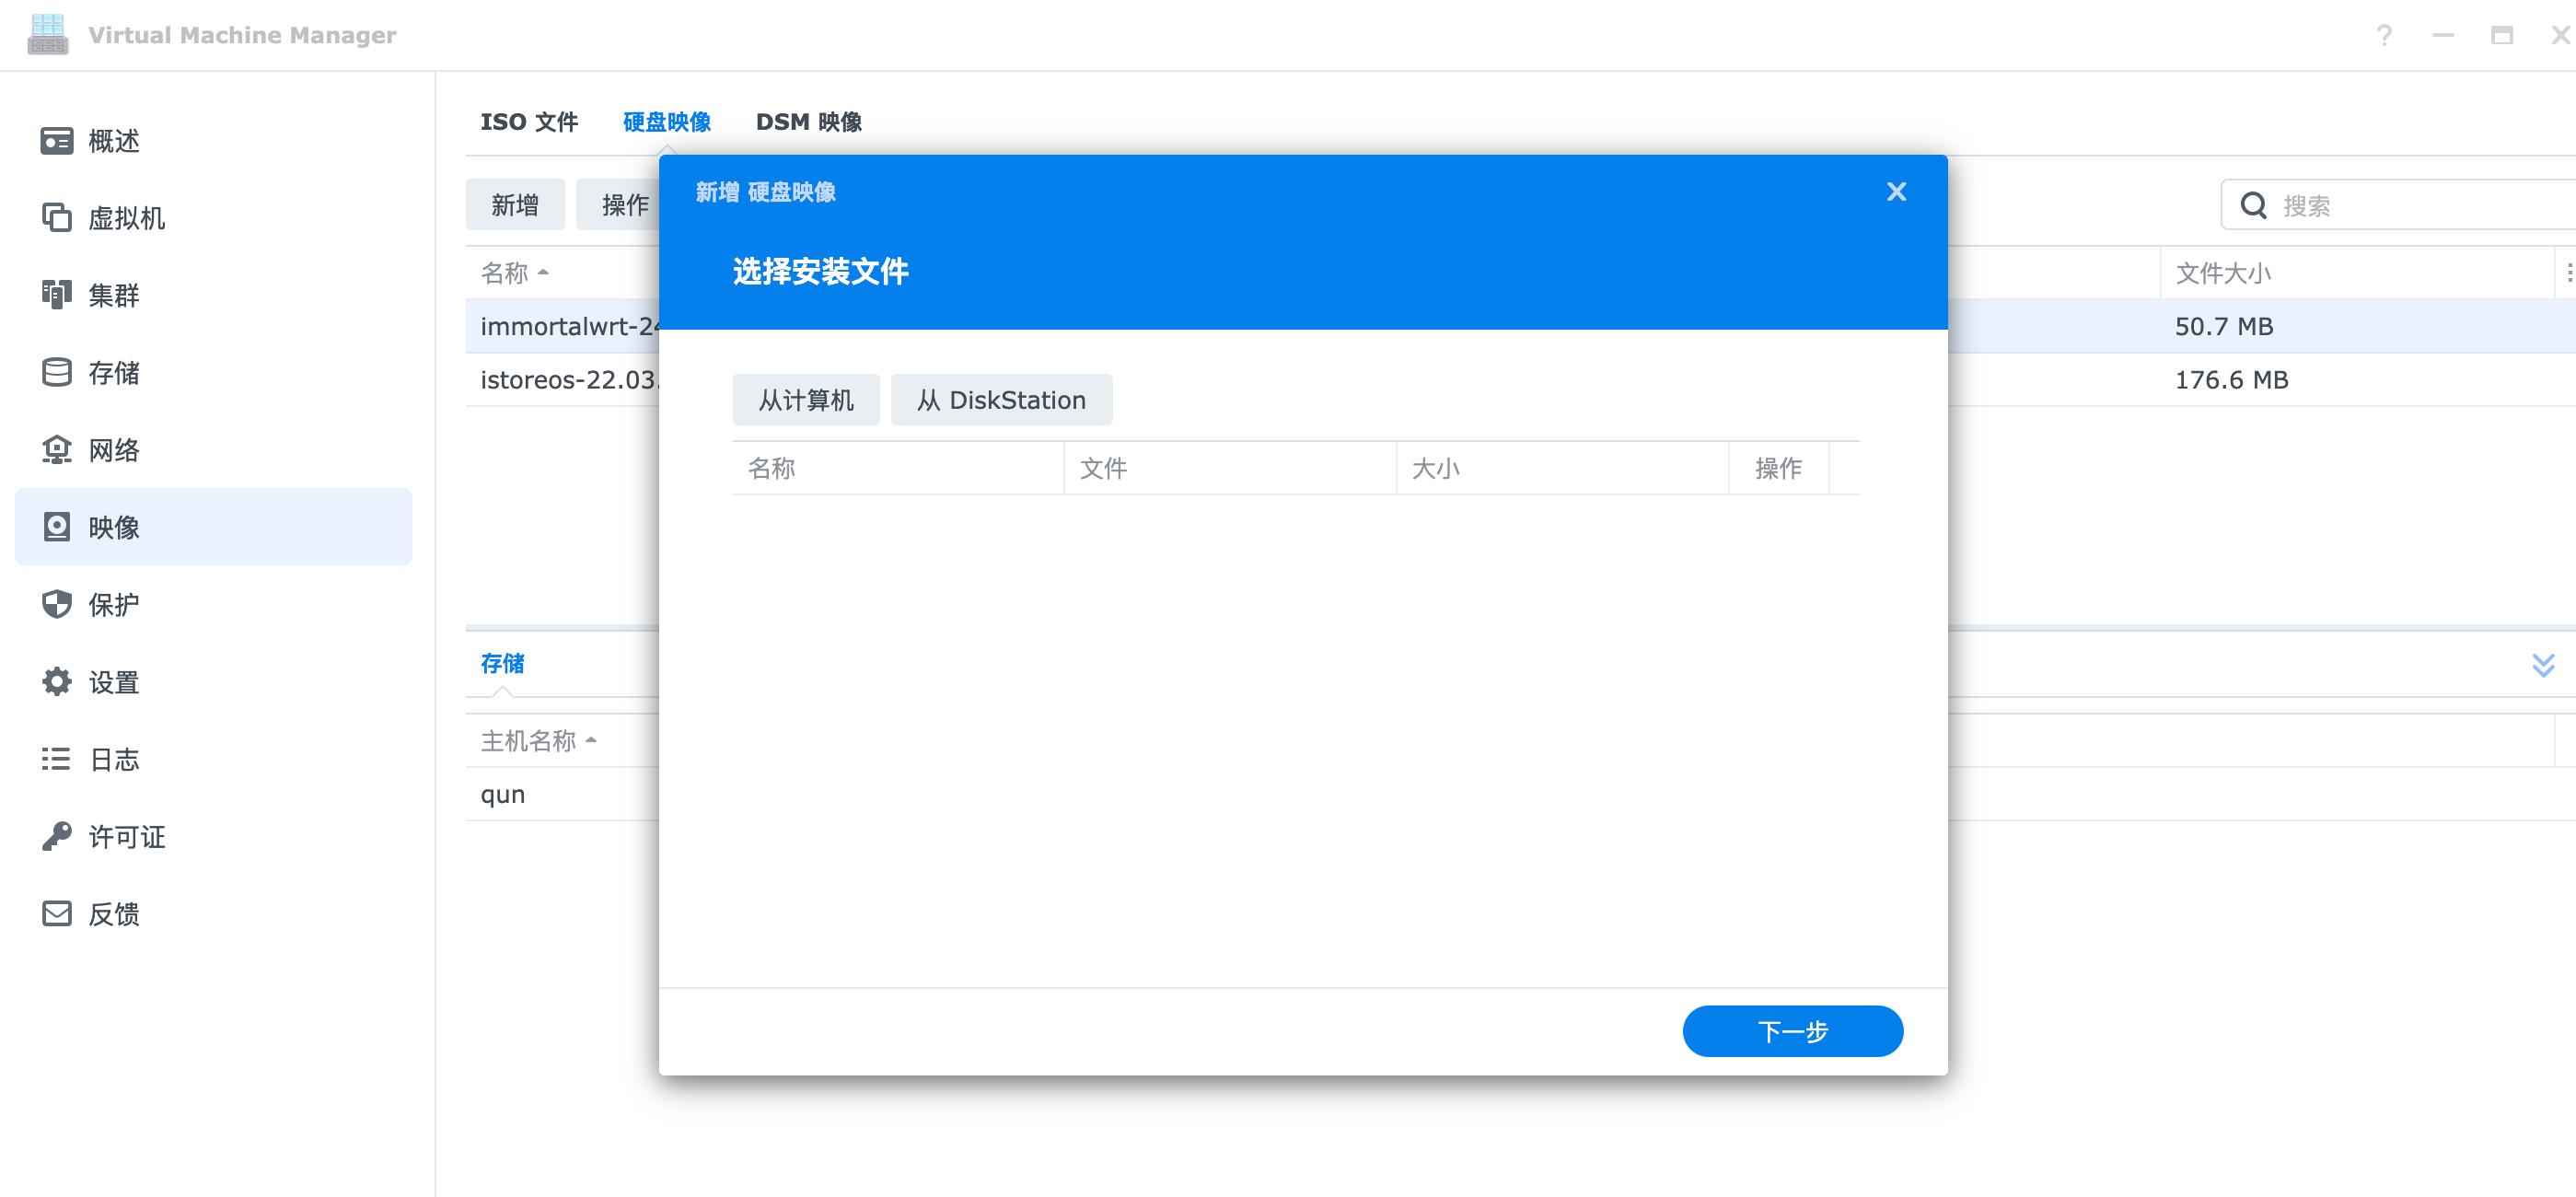 Virtual Machine Manager
概述
虚拟机
集群
存储
网络
映像
保护
设置
日志
许可证
反馈
ISO 文件 硬盘映像 DSM 映像
新增 操作
搜索
名称 文件大小
immortalwrt-24 50.7 MB
istoreos-22.03. 176.6 MB
存储
主机名称
qun
新增 硬盘映像
选择安装文件
从计算机 从 DiskStation
名称 文件 大小 操作
下一步